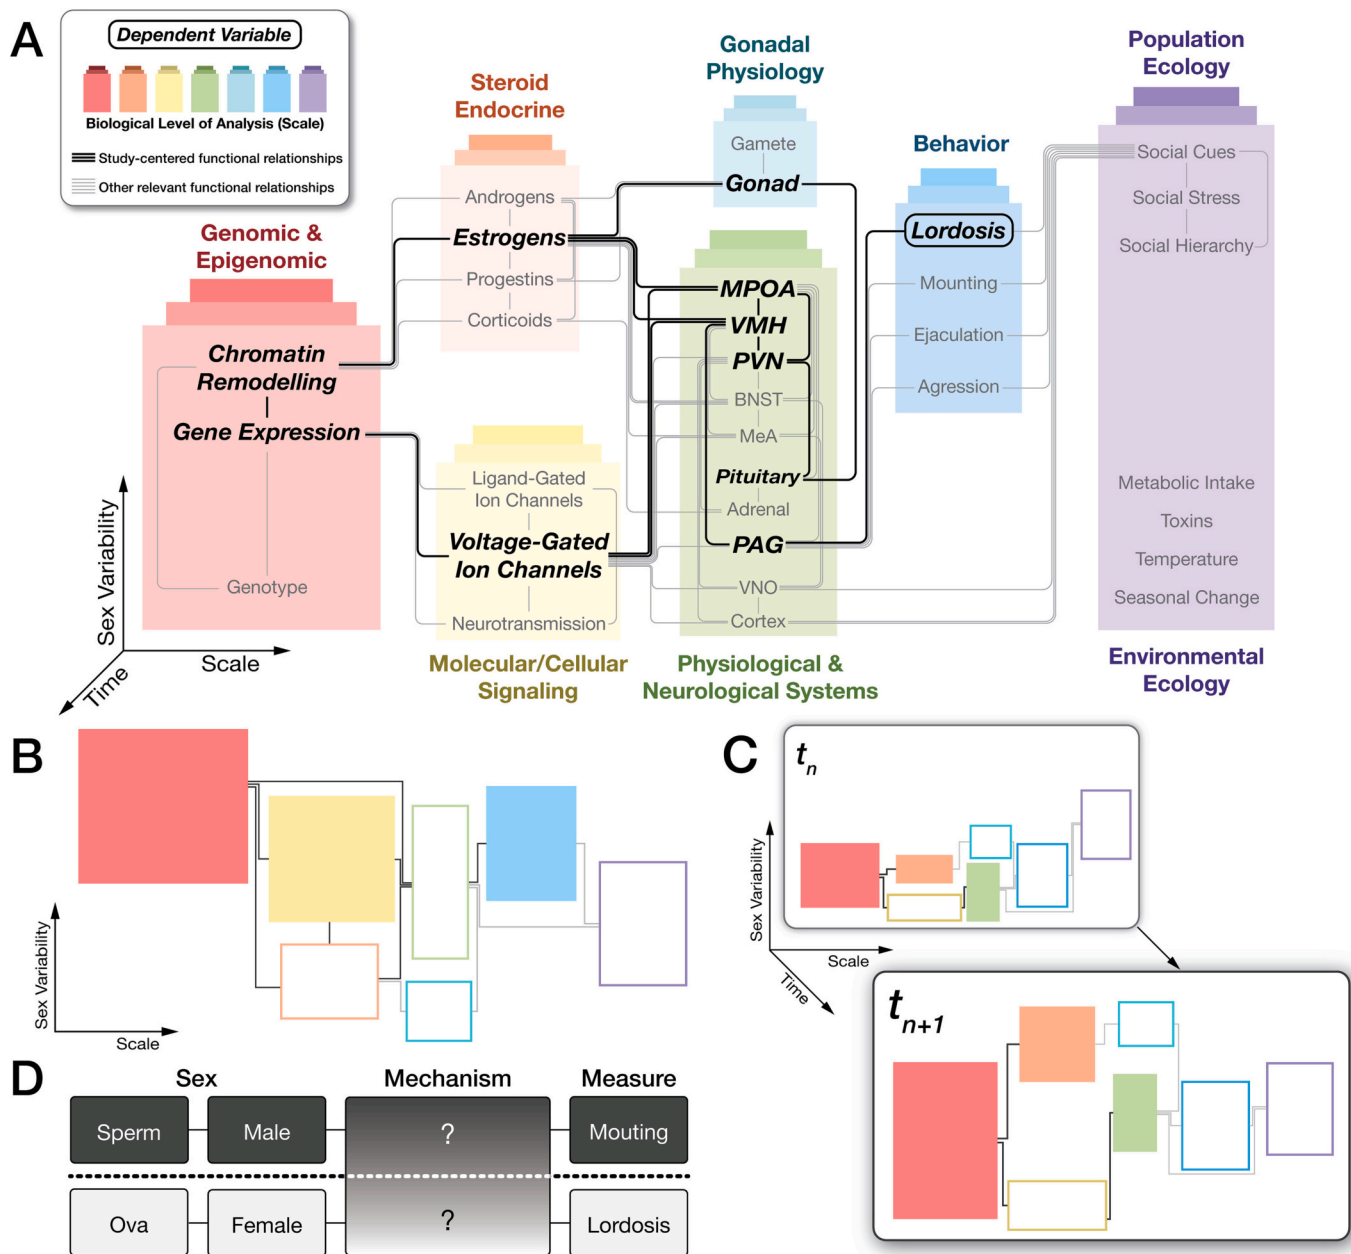 A
Dependent Variable
Biological Level of Analysis (Scale)
Study-centered functional relationships
Other relevant functional relationships
Genomic &
Epigenomic
Chromatin
Remodelling
Gene Expression
Genotype
Steroid
Endocrine
Androgens
Estrogens
Progestins
Corticoids
Ligand-Gated
Ion Channels
Voltage-Gated
Ion Channels
Neurotransmission
Molecular/Cellular
Signaling
Gonadal
Physiology
Gamete
Gonad
MPOA
VMH
PVN
BNST
MeA
Pituitary
Adrenal
PAG
VNO
Cortex
Physiological &
Neurological Systems
Behavior
Lordosis
Mounting
Ejaculation
Agression
Population
Ecology
Social Cues
Social Stress
Social Hierarchy
Metabolic Intake
Toxins
Temperature
Seasonal Change
Environmental
Ecology
Sex Variability
Scale
Time
B
Sex Variability
Scale
C
tn
Sex Variability
Scale
Time
tn+1
D
Sex
Mechanism
Measure
Sperm
Male
?
Mouting
Ova
Female
?
Lordosis